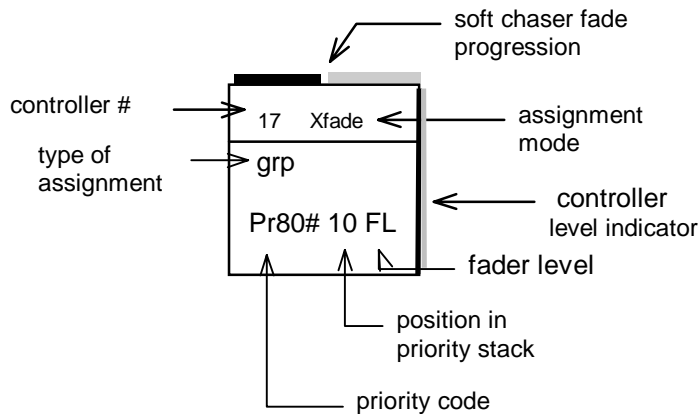 soft chaser fade
progression
controller #
17 Xfade
assignment
mode
type of
assignment
grp
controller
level indicator
Pr80# 10 FL
fader level
position in
priority stack
priority code